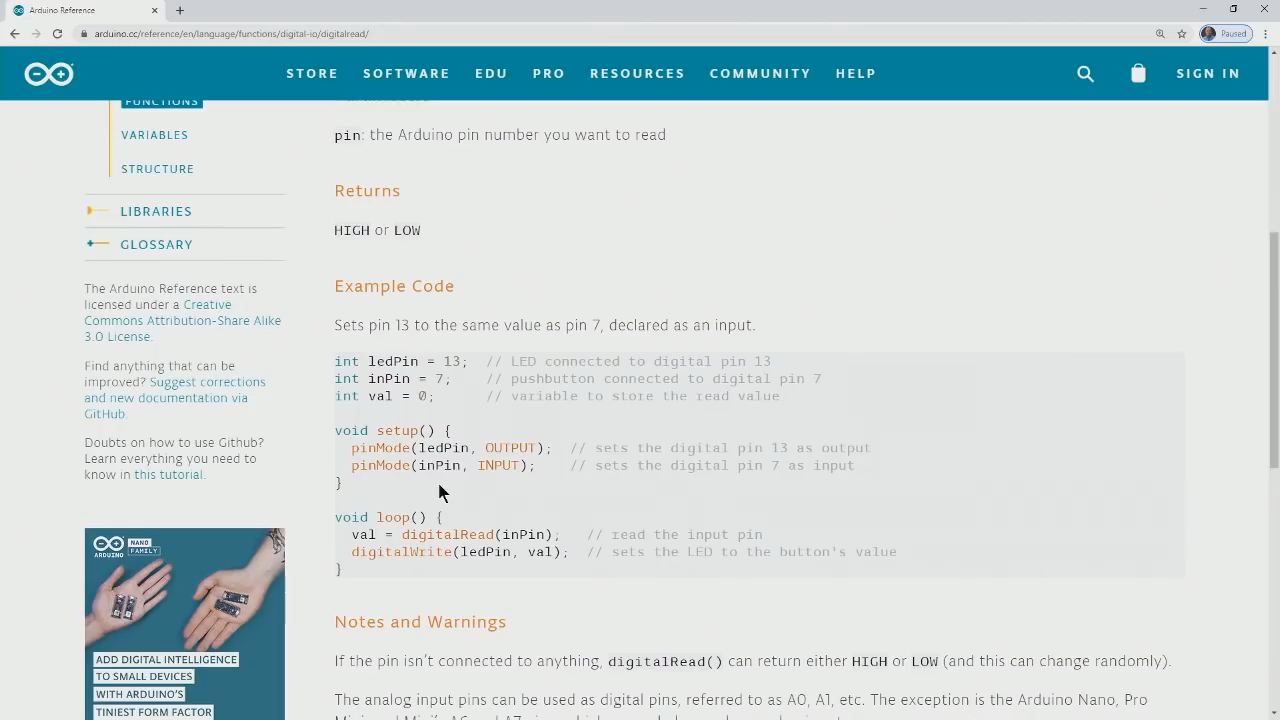 Arduino Reference
arduino.cc/reference/en/language/functions/digital-io/digitalread/
Paused
STORE SOFTWARE EDU PRO RESOURCES COMMUNITY HELP
SIGN IN
FUNCTIONS
VARIABLES
STRUCTURE
LIBRARIES
GLOSSARY
The Arduino Reference text is
licensed under a Creative
Commons Attribution-Share Alike
3.0 License.
Find anything that can be
improved? Suggest corrections
and new documentation via
GitHub.
Doubts on how to use Github?
Learn everything you need to
know in this tutorial.
ARDUINO
NANO
FAMILY
ADD DIGITAL INTELLIGENCE
TO SMALL DEVICES
WITH ARDUINO'S
TINIEST FORM FACTOR
pin: the Arduino pin number you want to read
Returns
HIGH or LOW
Example Code
Sets pin 13 to the same value as pin 7, declared as an input.
int ledPin = 13;  // LED connected to digital pin 13
int inPin = 7;    // pushbutton connected to digital pin 7
int val = 0;      // variable to store the read value
void setup() {
  pinMode(ledPin, OUTPUT);  // sets the digital pin 13 as output
  pinMode(inPin, INPUT);    // sets the digital pin 7 as input
}
void loop() {
  val = digitalRead(inPin);   // read the input pin
  digitalWrite(ledPin, val);  // sets the LED to the button's value
}
Notes and Warnings
If the pin isn't connected to anything, digitalRead() can return either HIGH or LOW (and this can change randomly).
The analog input pins can be used as digital pins, referred to as A0, A1, etc. The exception is the Arduino Nano, Pro